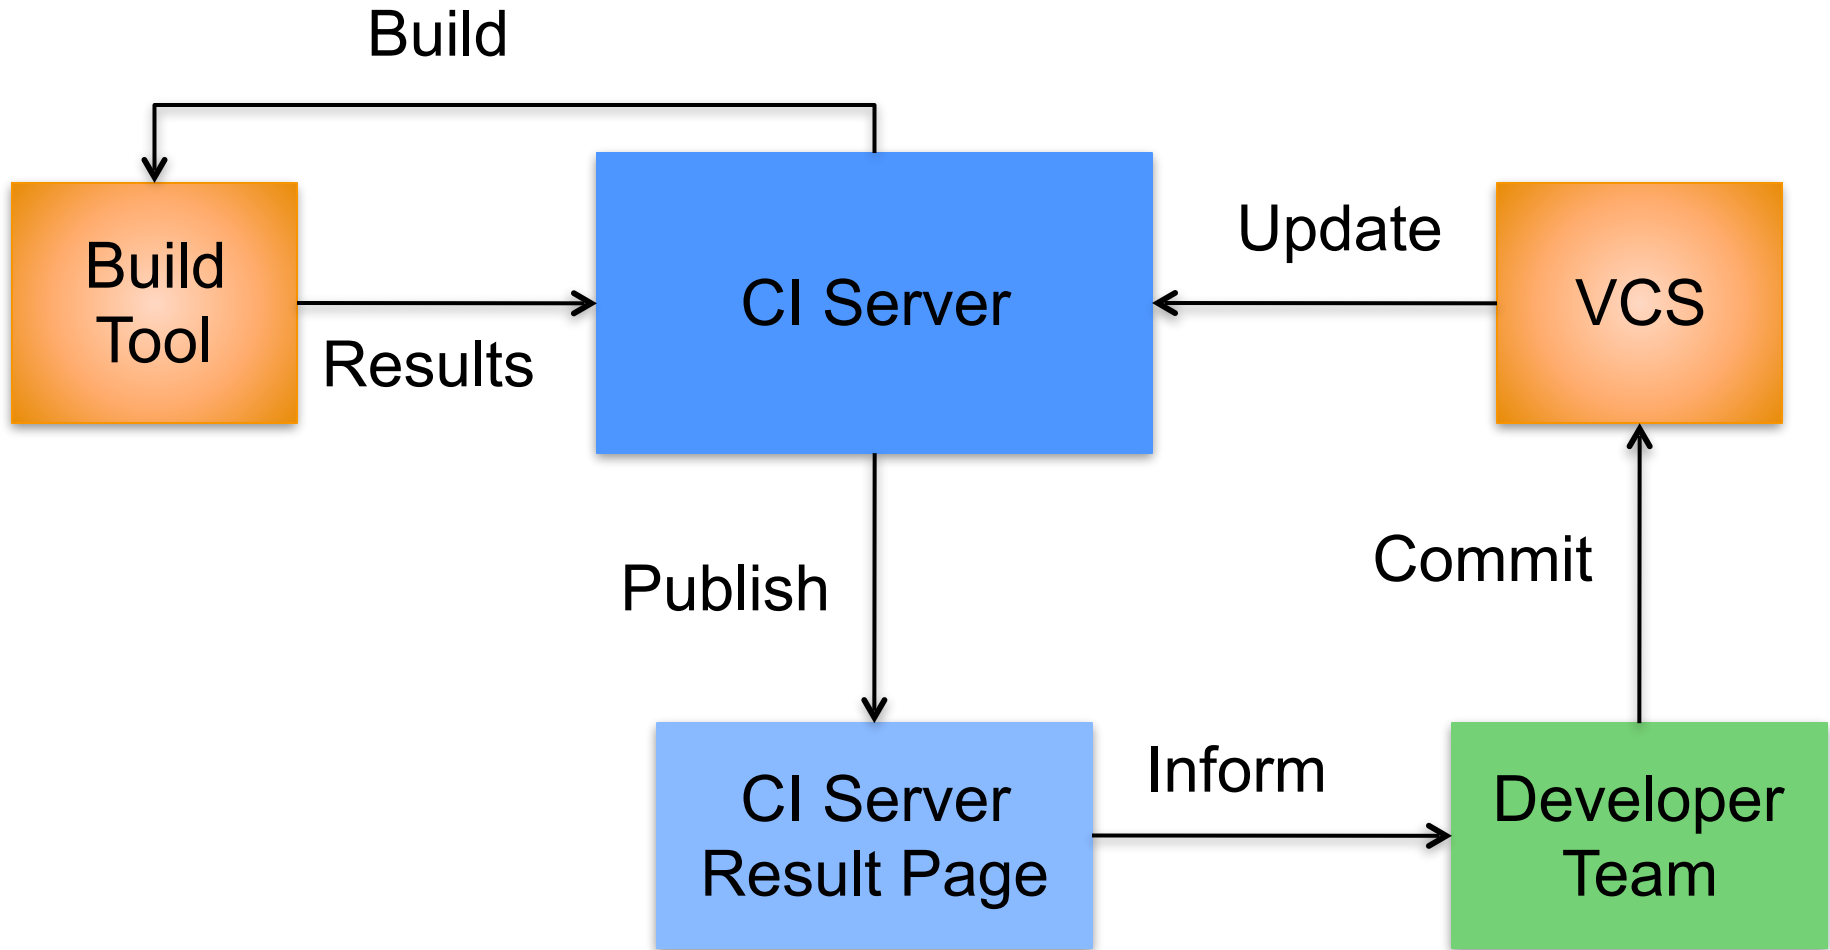 Build
Build
Tool
Results
CI Server
Update
VCS
Publish
Commit
CI Server
Result Page
Inform
Developer
Team